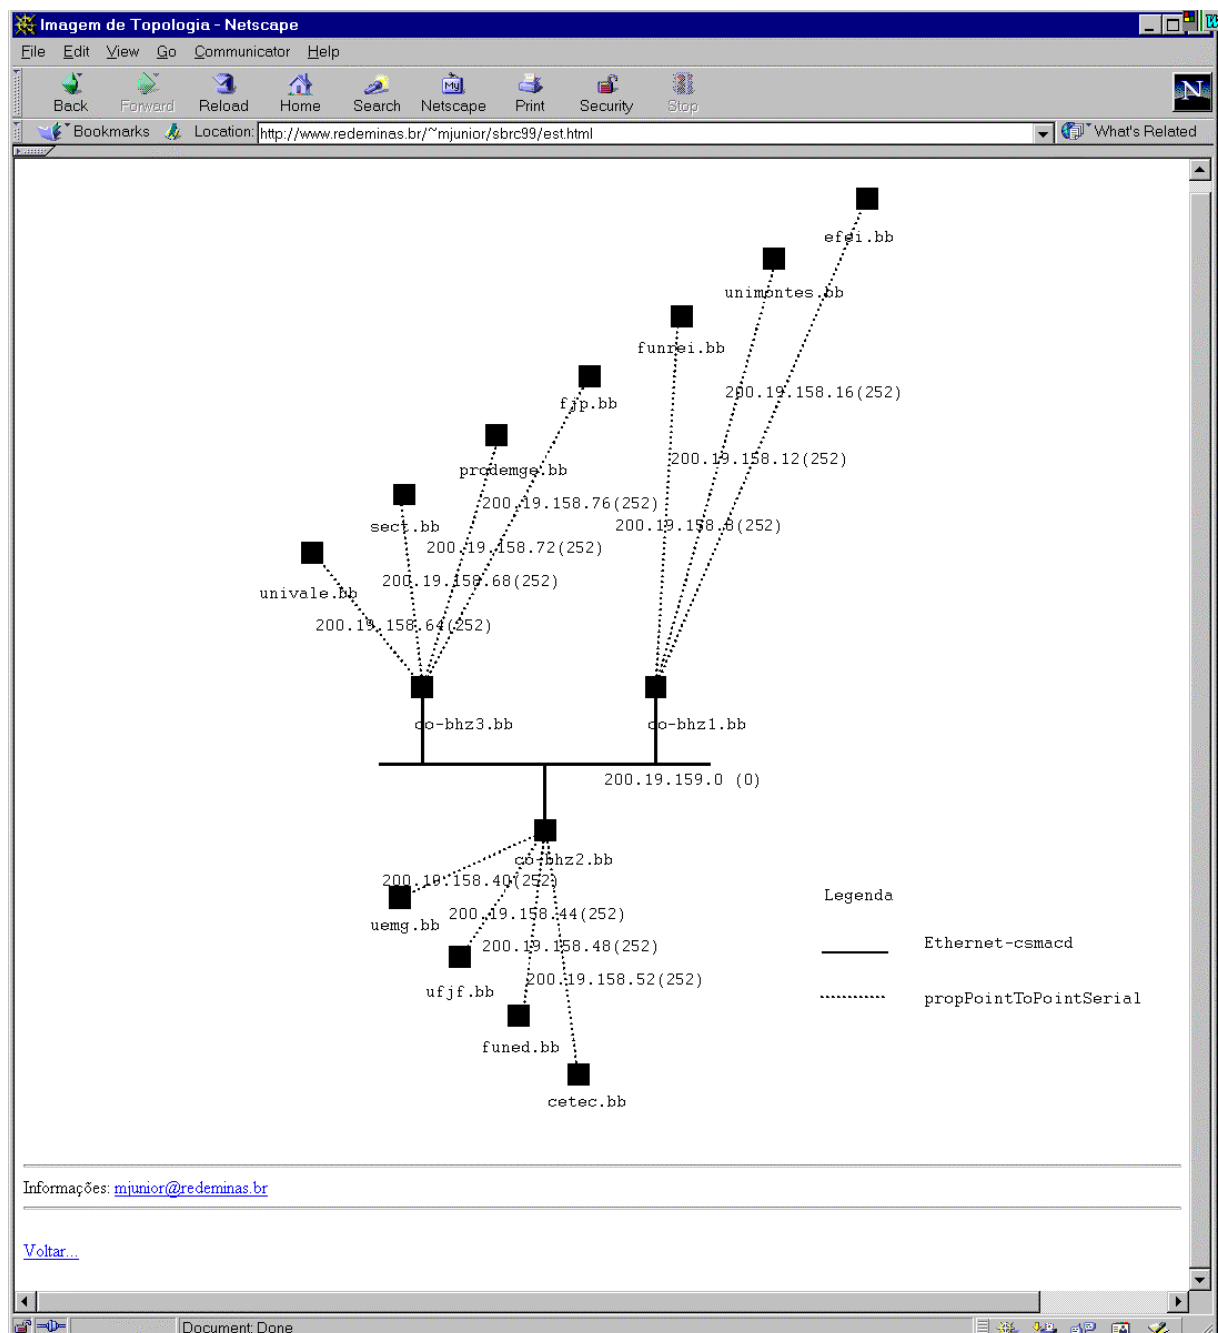 Imagem de Topologia - Netscape
File Edit View Go Communicator Help
Back Forward Reload Home Search Netscape Print Security Stop
Bookmarks Location: http://www.redeminas.br/~mjunior/sbrc99/est.html What's Related
efei.bb
unimontes.bb
funrei.bb
200.19.158.16(252)
fjp.bb
200.19.158.12(252)
prodemge.bb
200.19.158.76(252)
sect.bb 200.19.158.8(252)
200.19.158.72(252)
200.19.158.68(252)
univale.bb
200.19.158.64(252)
co-bhz3.bb co-bhz1.bb
200.19.159.0 (0)
co-bhz2.bb
200.19.158.40(252)
Legenda
200.19.158.44(252)
uemg.bb
Ethernet-csmacd
200.19.158.48(252)
200.19.158.52(252)
ufjf.bb
propPointToPointSerial
funed.bb
cetec.bb
Informações: mjunior@redeminas.br
Voltar...
Document: Done